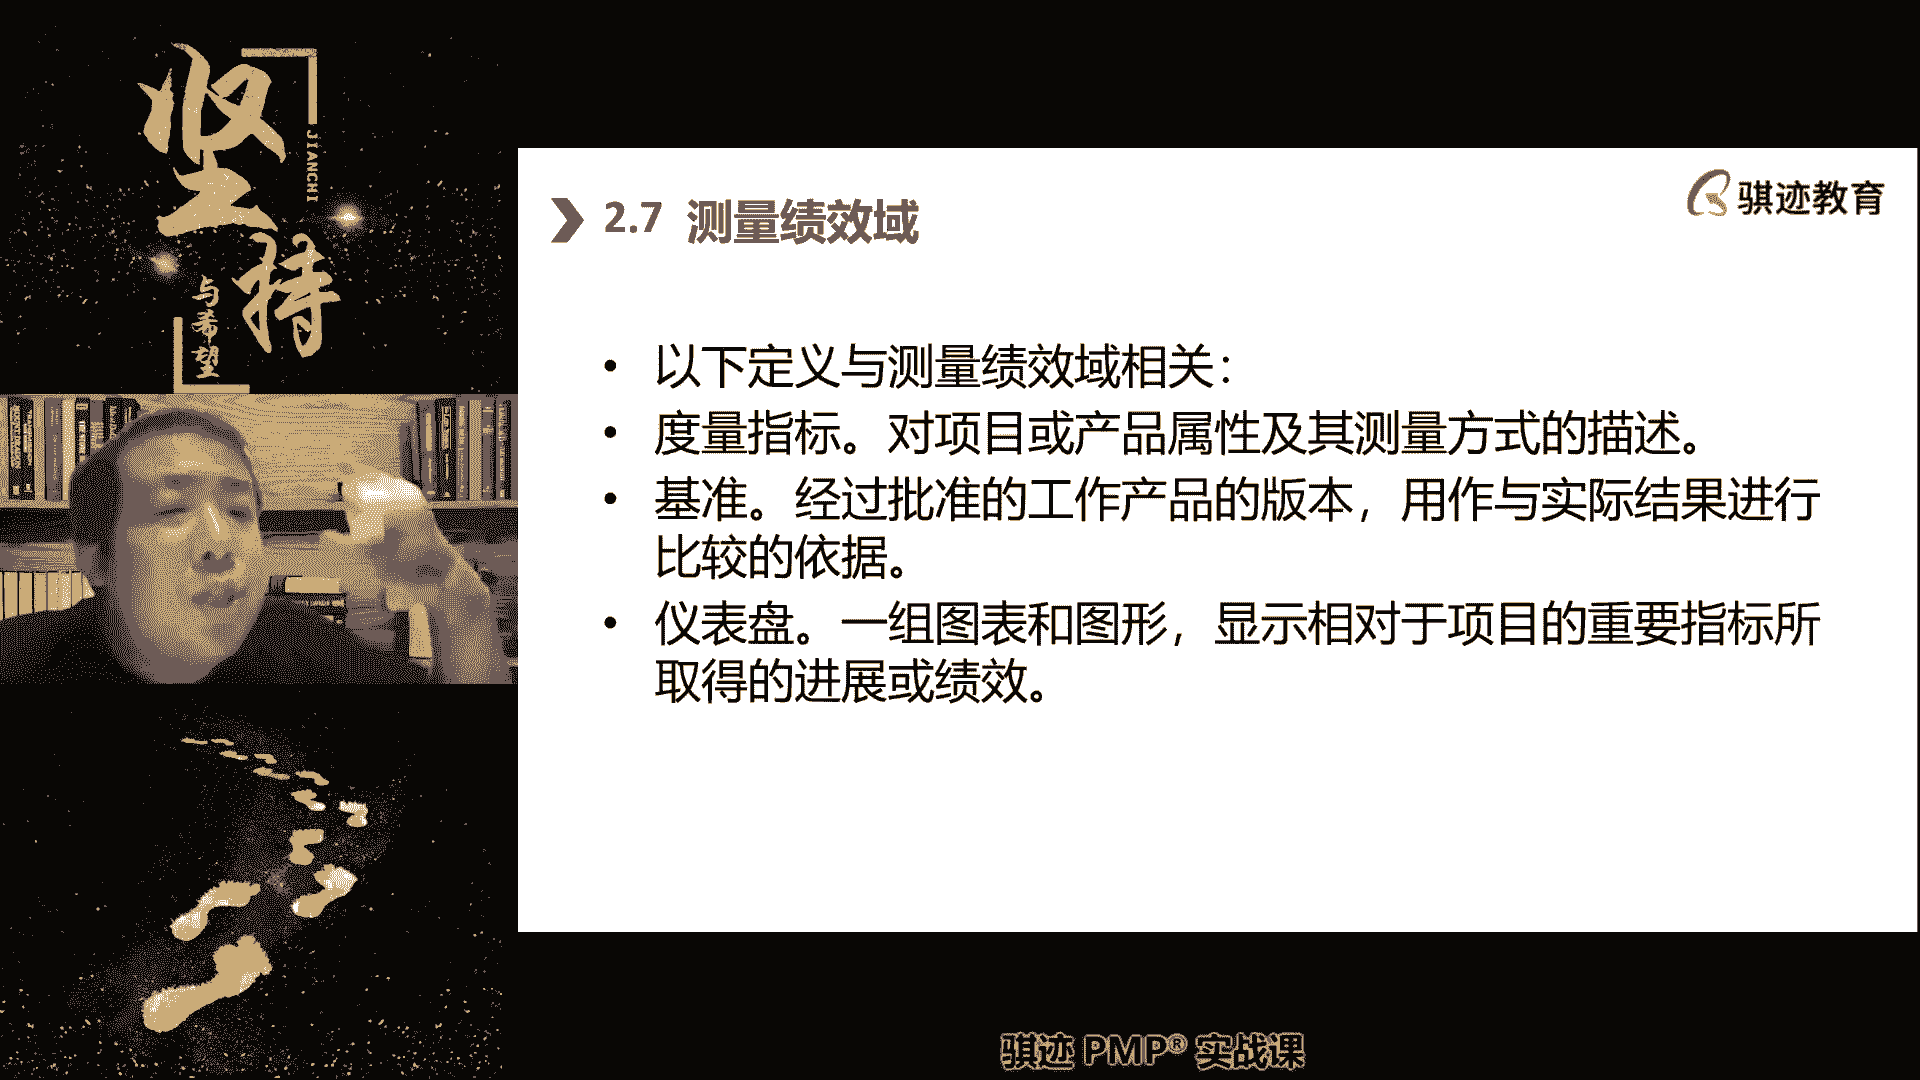 坚持
JIANCHI
与希望
骐迹教育
2.7 测量绩效域
• 以下定义与测量绩效域相关：
• 度量指标。对项目或产品属性及其测量方式的描述。
• 基准。经过批准的工作产品的版本，用作与实际结果进行
比较的依据。
• 仪表盘。一组图表和图形，显示相对于项目的重要指标所
取得的进展或绩效。
骐迹 PMP® 实战课